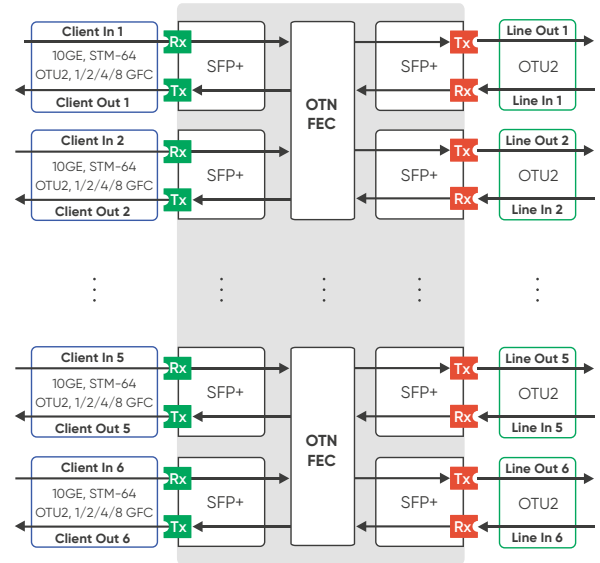 Client In 1
10GE, STM-64
OTU2, 1/2/4/8 GFC
Client Out 1
Rx
Tx
SFP+
OTN
FEC
SFP+
Tx
Rx
Line Out 1
OTU2
Line In 1
Client In 2
10GE, STM-64
OTU2, 1/2/4/8 GFC
Client Out 2
Rx
Tx
SFP+
SFP+
Tx
Rx
Line Out 2
OTU2
Line In 2
Client In 5
10GE, STM-64
OTU2, 1/2/4/8 GFC
Client Out 5
Rx
Tx
SFP+
OTN
FEC
SFP+
Tx
Rx
Line Out 5
OTU2
Line In 5
Client In 6
10GE, STM-64
OTU2, 1/2/4/8 GFC
Client Out 6
Rx
Tx
SFP+
SFP+
Tx
Rx
Line Out 6
OTU2
Line In 6